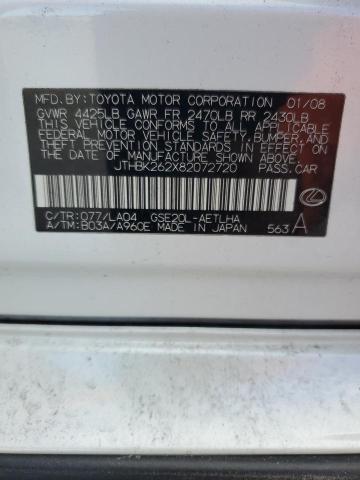 MFD.BY:TOYOTA MOTOR CORPORATION 01/08
GVWR 4425LB GAWR FR 2470LB RR 2430LB
THIS VEHICLE CONFORMS TO ALL APPLICABLE
FEDERAL MOTOR VEHICLE SAFETY, BUMPER, AND
THEFT PREVENTION STANDARDS IN EFFECT ON
THE DATE OF MANUFACTURE SHOWN ABOVE.
JTHBK262X82072720 PASS.CAR
C/TR:077/LA04 GSE20L-AETLHA
A/TM:B03A/A960E MADE IN JAPAN 563 A